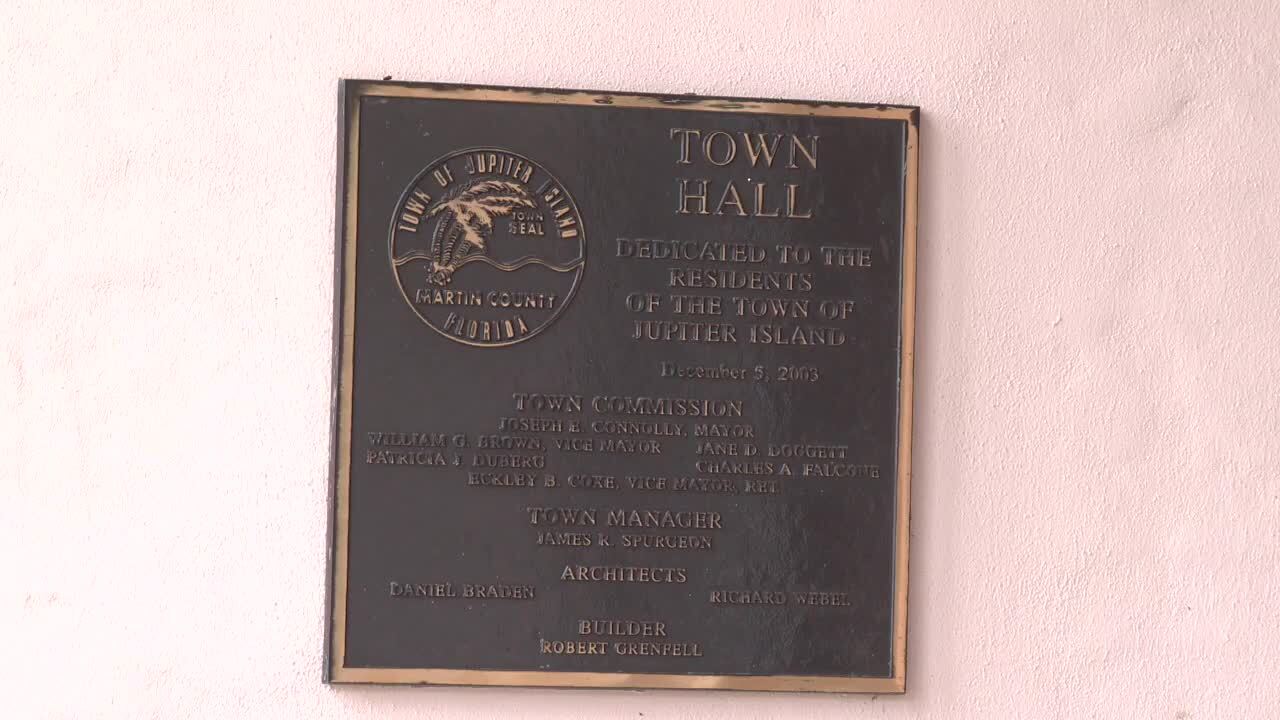 TOWN OF JUPITER ISLAND
TOWN
SEAL
MARTIN COUNTY
FLORIDA
TOWN
HALL
DEDICATED TO THE
RESIDENTS
OF THE TOWN OF
JUPITER ISLAND
December 5, 2003
TOWN COMMISSION
JOSEPH E. CONNOLLY, MAYOR
WILLIAM G. BROWN, VICE MAYOR JANE D. DOGGETT
PATRICIA J. DUBERG CHARLES A. FALCONE
ECKLEY B. COXE, VICE MAYOR, RET.
TOWN MANAGER
JAMES R. SPURGEON
ARCHITECTS
DANIEL BRADEN RICHARD WEBEL
BUILDER
ROBERT GRENFELL